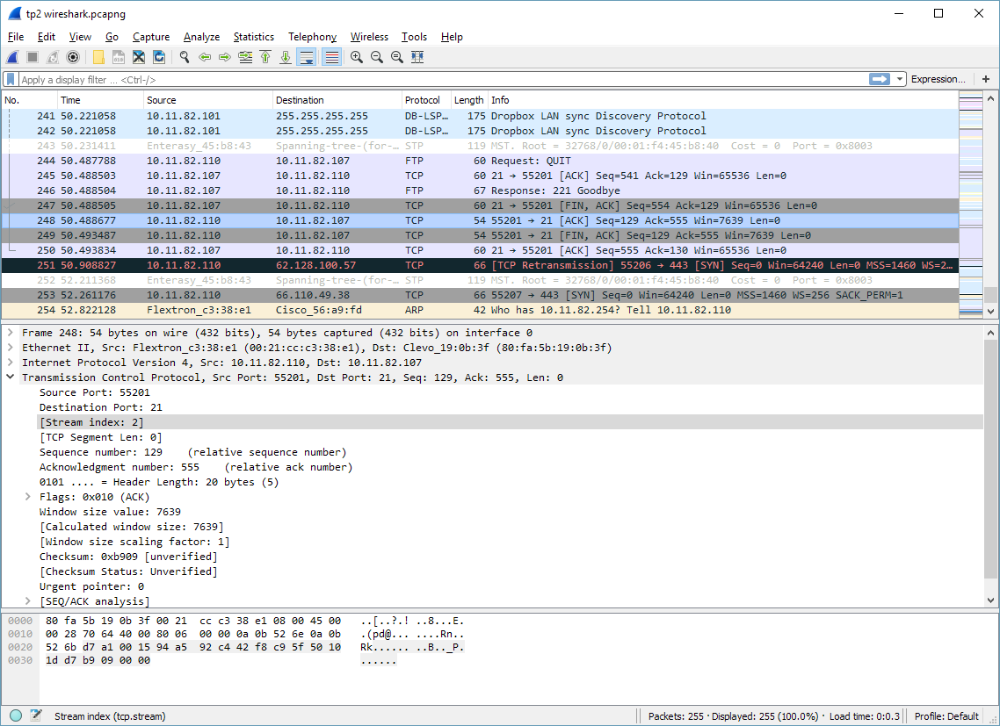 tp2 wireshark.pcapng
File Edit View Go Capture Analyze Statistics Telephony Wireless Tools Help
Apply a display filter ... <Ctrl-/> Expression... +
No. Time Source Destination Protocol Length Info
241 50.221058 10.11.82.101 255.255.255.255 DB-LSP… 175 Dropbox LAN sync Discovery Protocol
242 50.221058 10.11.82.101 255.255.255.255 DB-LSP… 175 Dropbox LAN sync Discovery Protocol
243 50.231411 Enterasy_45:b8:43 Spanning-tree-(for-… STP 119 MST. Root = 32768/0/00:01:f4:45:b8:40 Cost = 0 Port = 0x8003
244 50.487788 10.11.82.110 10.11.82.107 FTP 60 Request: QUIT
245 50.488503 10.11.82.107 10.11.82.110 TCP 60 21 → 55201 [ACK] Seq=541 Ack=129 Win=65536 Len=0
246 50.488504 10.11.82.107 10.11.82.110 FTP 67 Response: 221 Goodbye
247 50.488505 10.11.82.107 10.11.82.110 TCP 60 21 → 55201 [FIN, ACK] Seq=554 Ack=129 Win=65536 Len=0
248 50.488677 10.11.82.110 10.11.82.107 TCP 54 55201 → 21 [ACK] Seq=129 Ack=555 Win=7639 Len=0
249 50.493487 10.11.82.110 10.11.82.107 TCP 54 55201 → 21 [FIN, ACK] Seq=129 Ack=555 Win=7639 Len=0
250 50.493834 10.11.82.107 10.11.82.110 TCP 60 21 → 55201 [ACK] Seq=555 Ack=130 Win=65536 Len=0
251 50.908827 10.11.82.110 62.128.100.57 TCP 66 [TCP Retransmission] 55206 → 443 [SYN] Seq=0 Win=64240 Len=0 MSS=1460 WS=2…
252 52.211368 Enterasy_45:b8:43 Spanning-tree-(for-… STP 119 MST. Root = 32768/0/00:01:f4:45:b8:40 Cost = 0 Port = 0x8003
253 52.261176 10.11.82.110 66.110.49.38 TCP 66 55207 → 443 [SYN] Seq=0 Win=64240 Len=0 MSS=1460 WS=256 SACK_PERM=1
254 52.822128 Flextron_c3:38:e1 Cisco_56:a9:fd ARP 42 Who has 10.11.82.254? Tell 10.11.82.110
Frame 248: 54 bytes on wire (432 bits), 54 bytes captured (432 bits) on interface 0
Ethernet II, Src: Flextron_c3:38:e1 (00:21:cc:c3:38:e1), Dst: Clevo_19:0b:3f (80:fa:5b:19:0b:3f)
Internet Protocol Version 4, Src: 10.11.82.110, Dst: 10.11.82.107
Transmission Control Protocol, Src Port: 55201, Dst Port: 21, Seq: 129, Ack: 555, Len: 0
Source Port: 55201
Destination Port: 21
[Stream index: 2]
[TCP Segment Len: 0]
Sequence number: 129 (relative sequence number)
Acknowledgment number: 555 (relative ack number)
0101 .... = Header Length: 20 bytes (5)
Flags: 0x010 (ACK)
Window size value: 7639
[Calculated window size: 7639]
[Window size scaling factor: 1]
Checksum: 0xb909 [unverified]
[Checksum Status: Unverified]
Urgent pointer: 0
[SEQ/ACK analysis]
0000 80 fa 5b 19 0b 3f 00 21 cc c3 38 e1 08 00 45 00 ..[..?.! ..8...E.
0010 00 28 70 64 40 00 80 06 00 00 0a 0b 52 6e 0a 0b .(pd@... ....Rn..
0020 52 6b d7 a1 00 15 94 a5 92 c4 42 f8 c9 5f 50 10 Rk...... ..B.._P.
0030 1d d7 b9 09 00 00 ......
Stream index (tcp.stream) Packets: 255 · Displayed: 255 (100.0%) · Load time: 0:0.3 Profile: Default